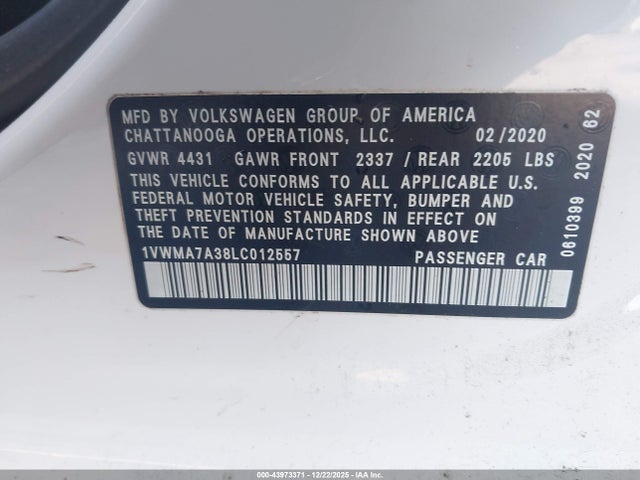 MFD BY VOLKSWAGEN GROUP OF AMERICA
CHATTANOOGA OPERATIONS, LLC. 02/2020
GVWR 4431 GAWR FRONT 2337 / REAR 2205 LBS
THIS VEHICLE CONFORMS TO ALL APPLICABLE U.S.
FEDERAL MOTOR VEHICLE SAFETY, BUMPER AND
THEFT PREVENTION STANDARDS IN EFFECT ON
THE DATE OF MANUFACTURE SHOWN ABOVE
1VWMA7A38LC012557 PASSENGER CAR
0610399 2020 62
000-43973371 - 12/22/2025 - IAAI.COM